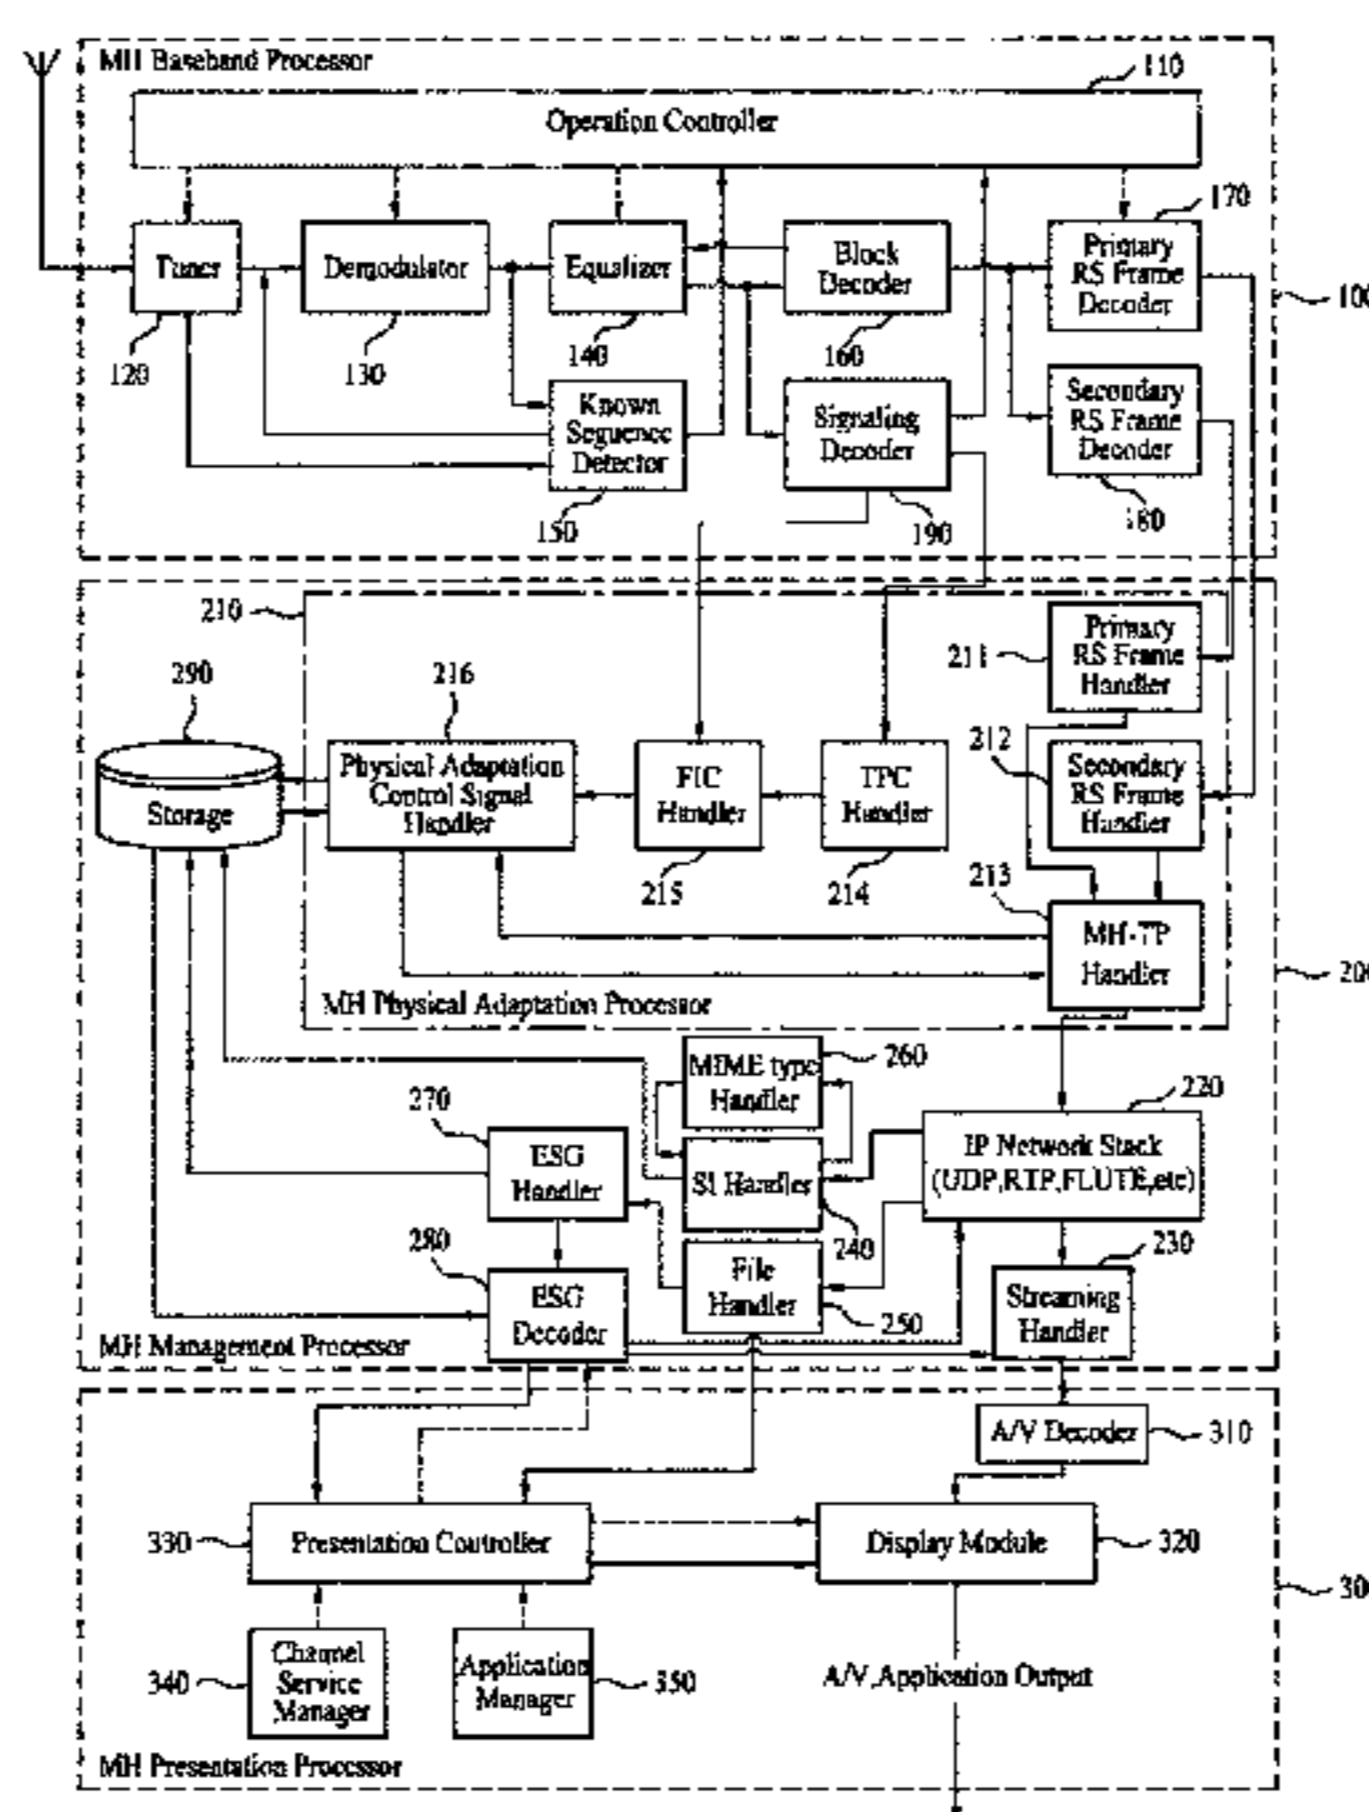 MH Baseband Processor
110
Operation Controller
170
Tuner
Demodulator
Equalizer
Block
Decoder
Primary
RS Frame
Decoder
100
120
130
140
160
Known
Seguence
Detector
Signaling
Decoder
Secondary
RS Frame
Decoder
150
190
180
210
Primary
RS Frame
Handler
211
290
216
212
Storage
Physical Adaptation
Control Signal
Handler
FIC
Handler
TPC
Handler
Secondary
RS Frame
Handler
215
214
213
MH-TP
Handler
200
MH Physical Adaptation Processor
MIME type
Handler
260
270
220
ESG
Handler
SI Handler
IP Network Stack
(UDP,RTP,FLUTE,etc)
280
240
230
ESG
Decoder
File
Handler
250
Streaming
Handler
MH Management Processor
A/V Decoder
310
330
Presentation Controller
Display Module
320
30
340
Channel
Service
Manager
Application
Manager
350
A/V,Application Output
MH Presentation Processor